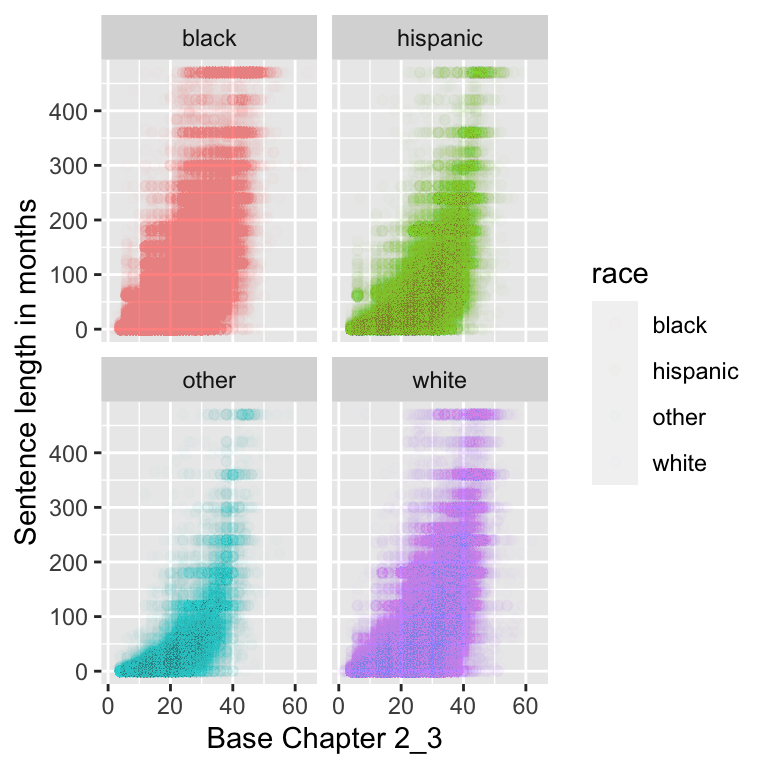 black
hispanic
400
300
200
100
0
other
white
400
300
200
100
0
0
20
40
60
0
20
40
60
Base Chapter 2_3
Sentence length in months
race
black
hispanic
other
white